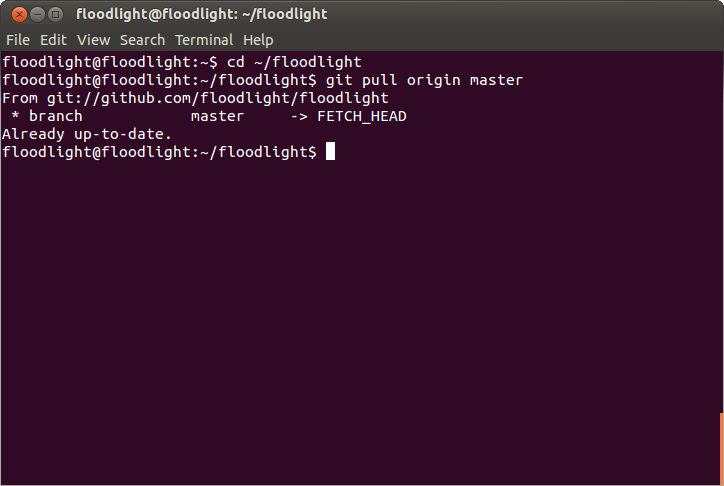 floodlight@floodlight: ~/floodlight
File Edit View Search Terminal Help
floodlight@floodlight:~$ cd ~/floodlight
floodlight@floodlight:~/floodlight$ git pull origin master
From git://github.com/floodlight/floodlight
 * branch            master     -> FETCH_HEAD
Already up-to-date.
floodlight@floodlight:~/floodlight$